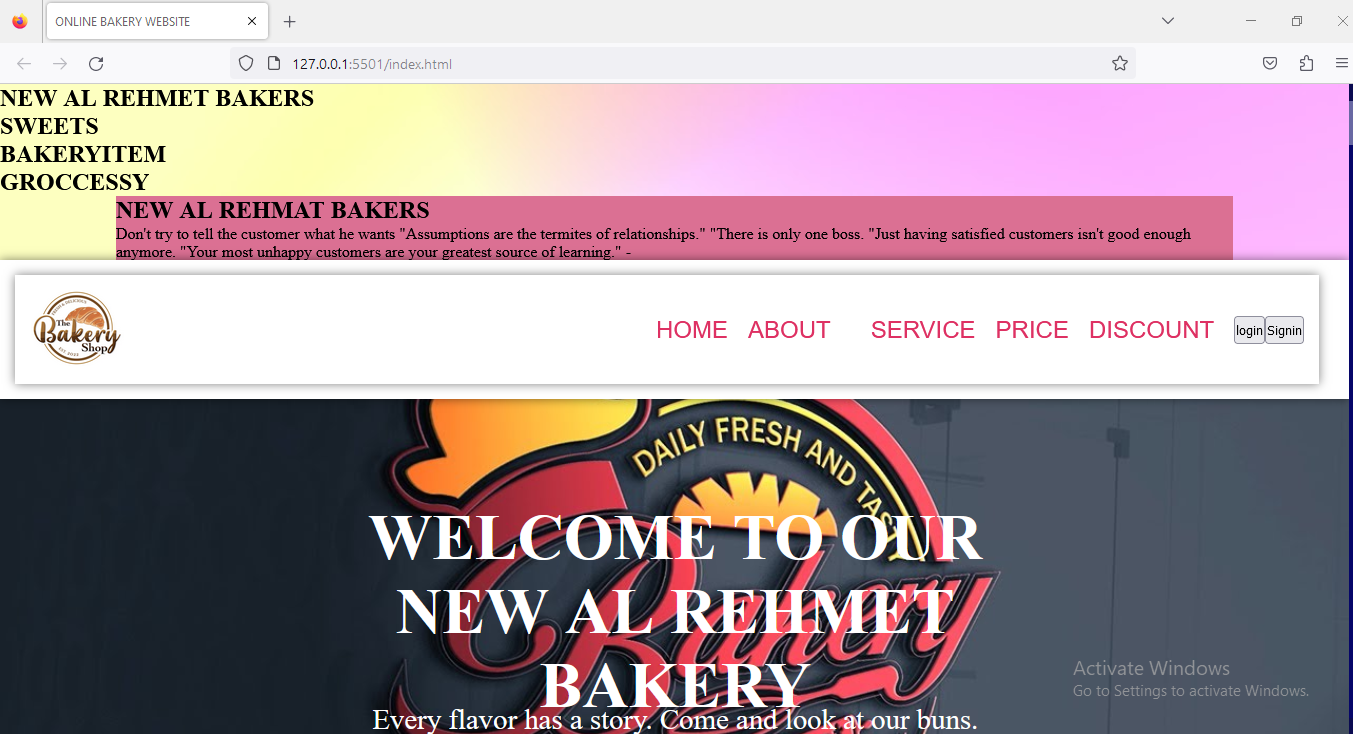 ONLINE BAKERY WEBSITE
127.0.0.1:5501/index.html
NEW AL REHMET BAKERS
SWEETS
BAKERYITEM
GROCCESSY
NEW AL REHMAT BAKERS
Don't try to tell the customer what he wants "Assumptions are the termites of relationships." "There is only one boss. "Just having satisfied customers isn't good enough
anymore. "Your most unhappy customers are your greatest source of learning." -
The
Bakery
Shop
HOME ABOUT SERVICE PRICE DISCOUNT login Signin
DAILY FRESH AND TASTY
Bakery
WELCOME TO OUR
NEW AL REHMET
BAKERY
Every flavor has a story. Come and look at our buns.
Activate Windows
Go to Settings to activate Windows.